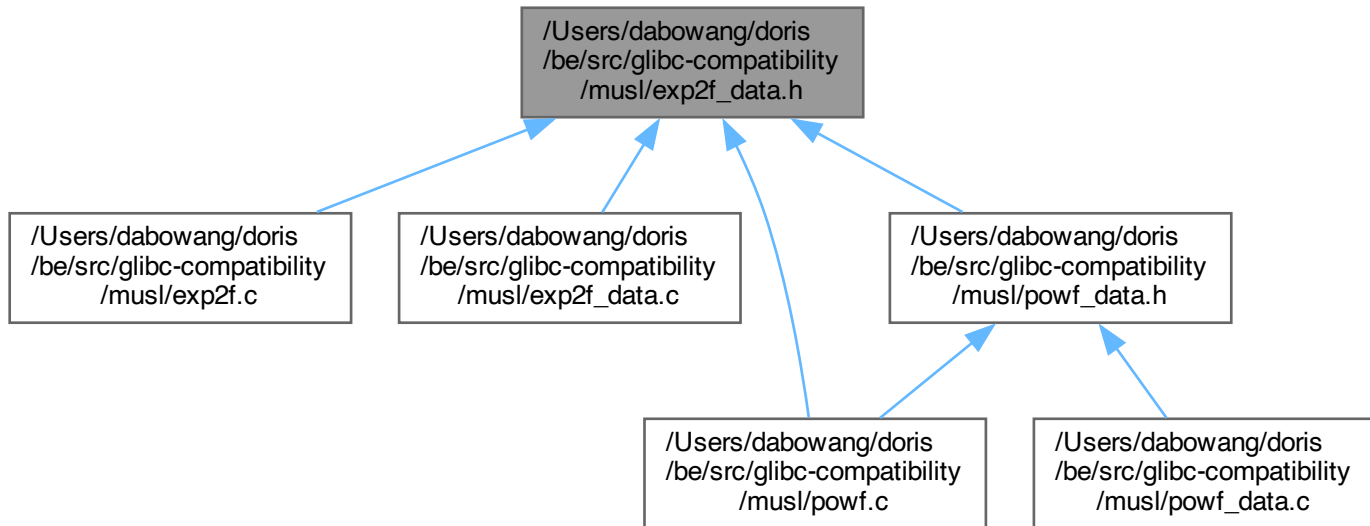 /Users/dabowang/doris
/be/src/glibc-compatibility
/musl/exp2f_data.h
/Users/dabowang/doris
/be/src/glibc-compatibility
/musl/exp2f.c
/Users/dabowang/doris
/be/src/glibc-compatibility
/musl/exp2f_data.c
/Users/dabowang/doris
/be/src/glibc-compatibility
/musl/powf_data.h
/Users/dabowang/doris
/be/src/glibc-compatibility
/musl/powf.c
/Users/dabowang/doris
/be/src/glibc-compatibility
/musl/powf_data.c